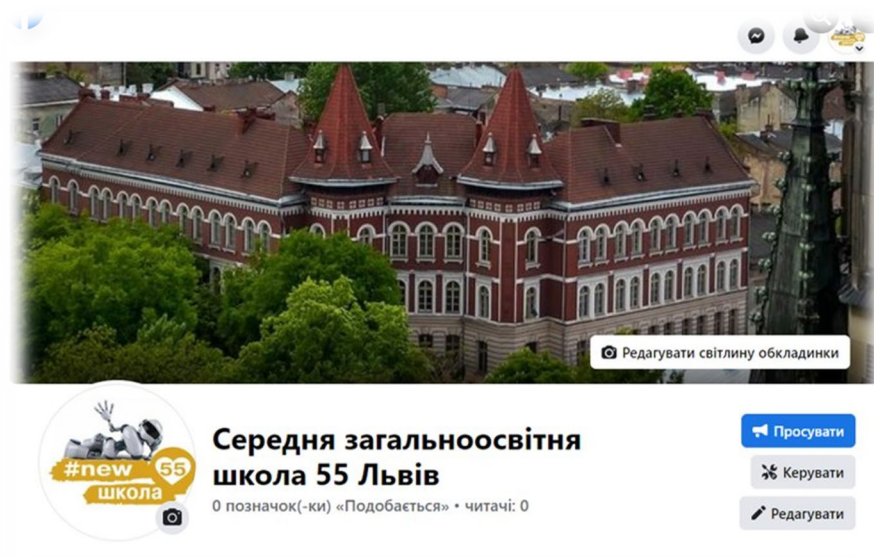 Редагувати світлину обкладинки
#new 55
школа
Середня загальноосвітня
школа 55 Львів
0 позначок(-ки) «Подобається» • читачі: 0
Просувати
Керувати
Редагувати